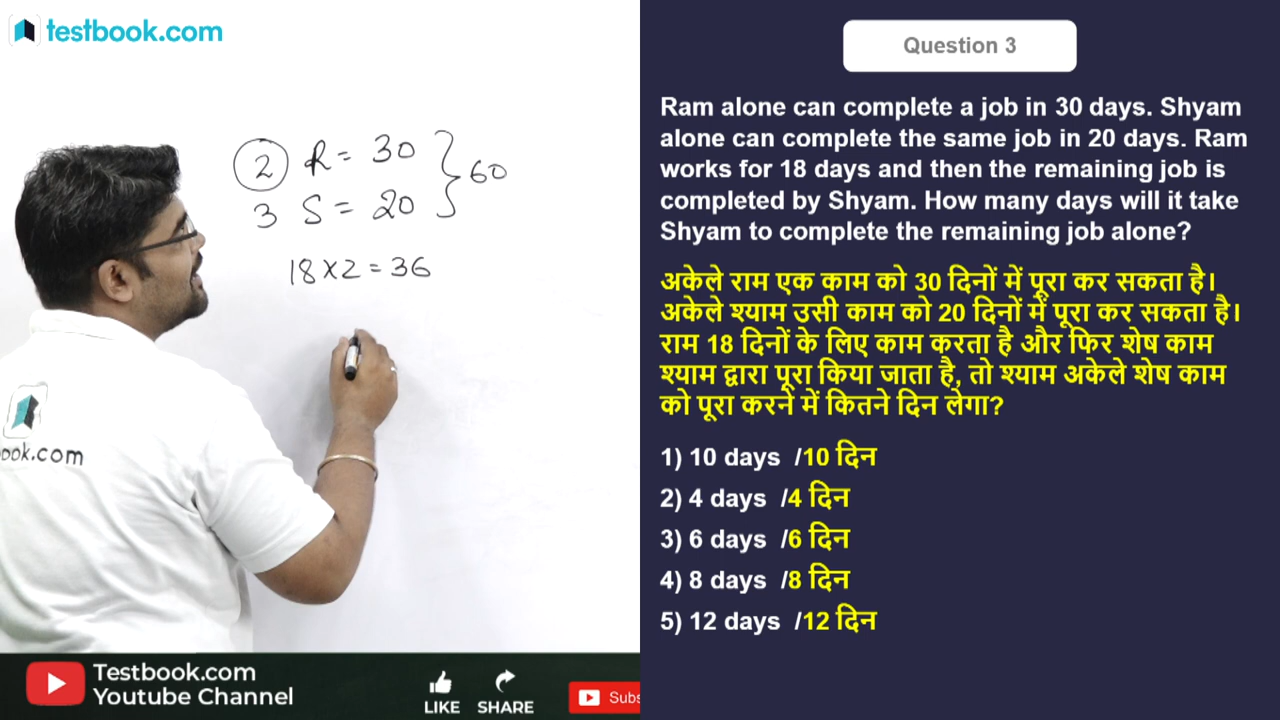 testbook.com
2 R = 30
3 S = 20
60
18×2 = 36
ook.com
Question 3
Ram alone can complete a job in 30 days. Shyam
alone can complete the same job in 20 days. Ram
works for 18 days and then the remaining job is
completed by Shyam. How many days will it take
Shyam to complete the remaining job alone?
अकेले राम एक काम को 30 दिनों में पूरा कर सकता है।
अकेले श्याम उसी काम को 20 दिनों में पूरा कर सकता है।
राम 18 दिनों के लिए काम करता है और फिर शेष काम
श्याम द्वारा पूरा किया जाता है, तो श्याम अकेले शेष काम
को पूरा करने में कितने दिन लेगा?
1) 10 days /10 दिन
2) 4 days /4 दिन
3) 6 days /6 दिन
4) 8 days /8 दिन
5) 12 days /12 दिन
Testbook.com
Youtube Channel
LIKE SHARE
Subs